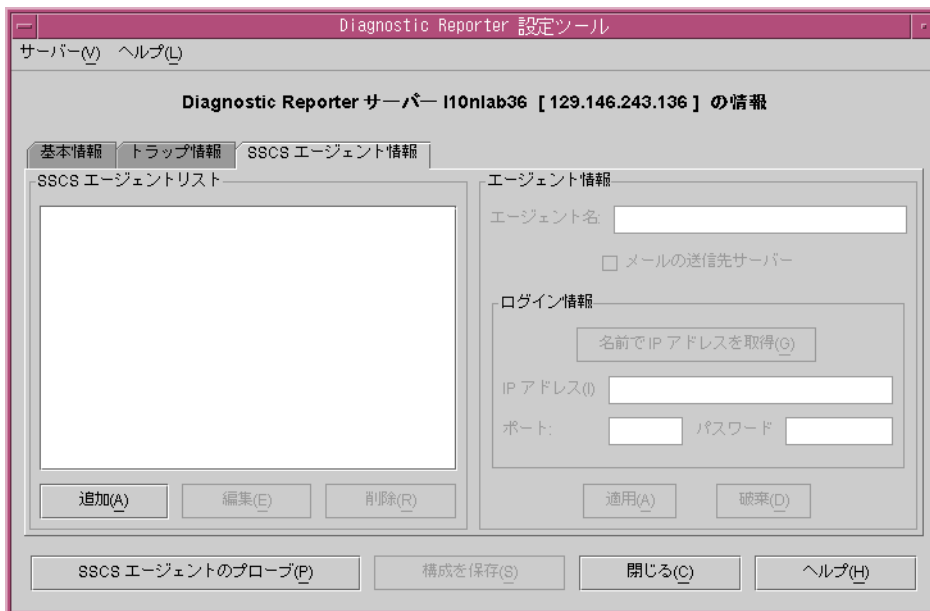 Diagnostic Reporter 設定ツール
サーバー(V) ヘルプ(L)
Diagnostic Reporter サーバー l10nlab36 [ 129.146.243.136 ] の情報
基本情報 トラップ情報 SSCS エージェント情報
SSCS エージェントリスト
追加(A) 編集(E) 削除(R)
エージェント情報
エージェント名:
メールの送信先サーバー
ログイン情報
名前で IP アドレスを取得(G)
IP アドレス(I)
ポート: パスワード
適用(A) 破棄(D)
SSCS エージェントのプローブ(P) 構成を保存(S) 閉じる(C) ヘルプ(H)